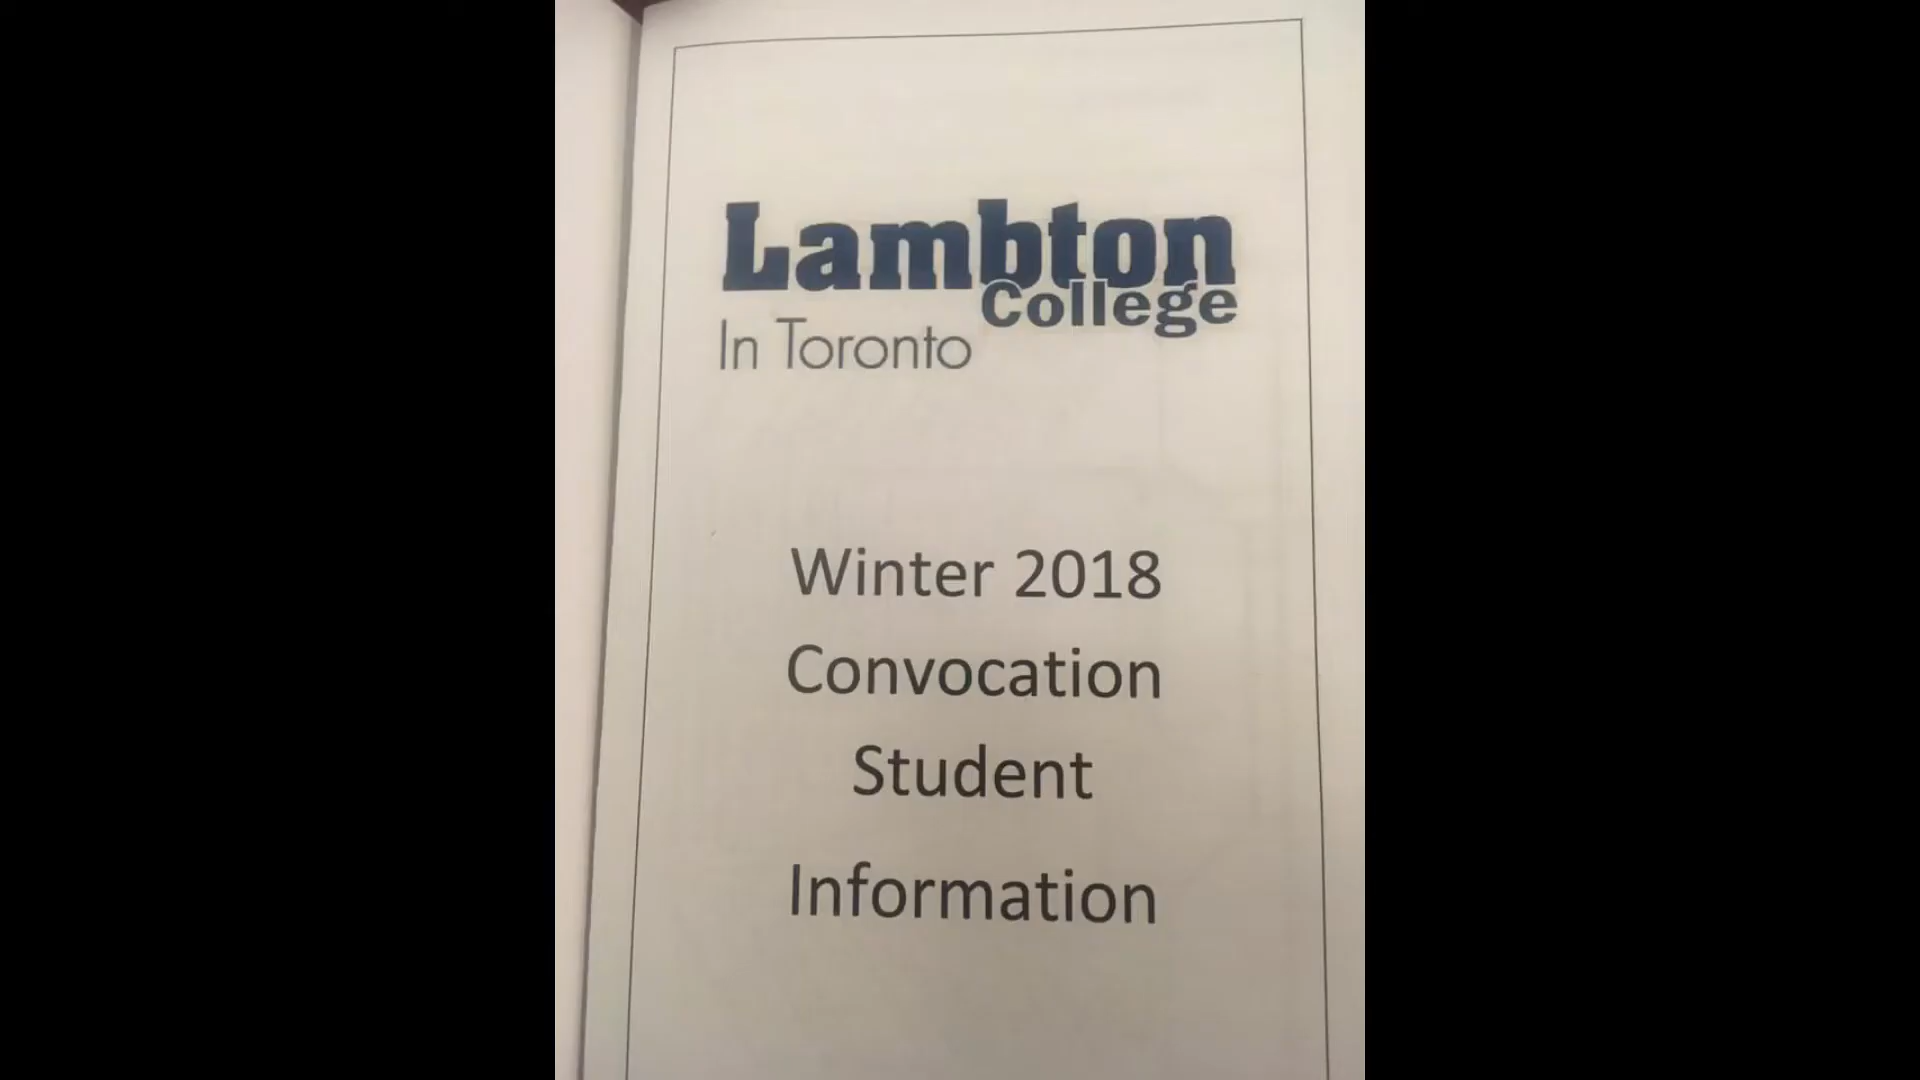 Lambton
College
In Toronto
Winter 2018
Convocation
Student
Information